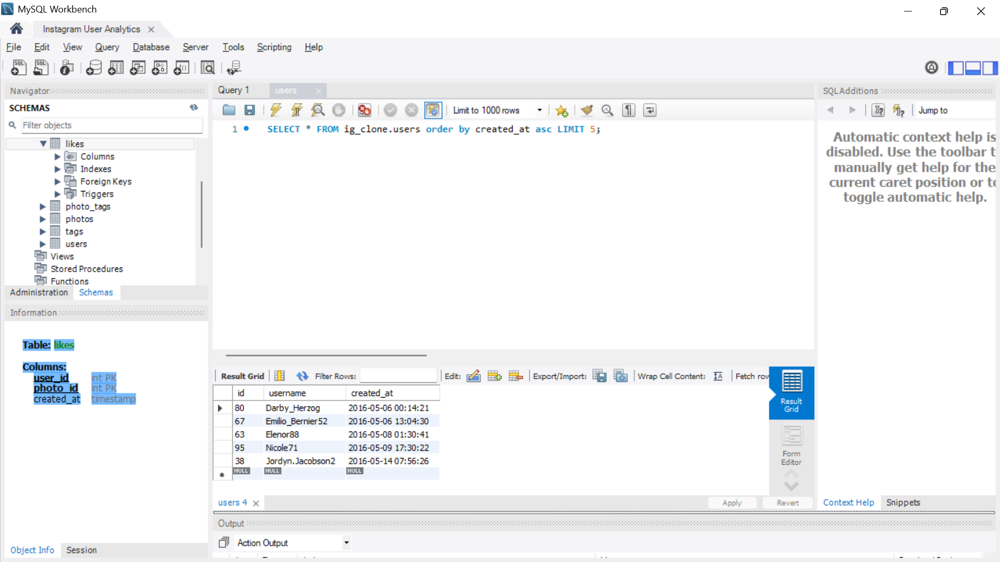 MySQL Workbench
Instagram User Analytics
File Edit View Query Database Server Tools Scripting Help
Navigator
SCHEMAS
Filter objects
likes
Columns
Indexes
Foreign Keys
Triggers
photo_tags
photos
tags
users
Views
Stored Procedures
Functions
Administration Schemas
Information
Table: likes
Columns:
user_id int PK
photo_id int PK
created_at timestamp
Object Info Session
Query 1 users
Limit to 1000 rows
1 SELECT * FROM ig_clone.users order by created_at asc LIMIT 5;
Result Grid Filter Rows: Edit: Export/Import: Wrap Cell Content: Fetch
id username created_at
80 Darby_Herzog 2016-05-06 00:14:21
67 Emilio_Bernier52 2016-05-06 13:04:30
63 Elenor88 2016-05-08 01:30:41
95 Nicole71 2016-05-09 17:30:22
38 Jordyn.Jacobson2 2016-05-14 07:56:26
NULL NULL NULL
Result
Grid
Form
Editor
users 4 Apply Revert
Output
Action Output
SQLAdditions
Jump to
Automatic context help is
disabled. Use the toolbar t
manually get help for the
current caret position or to
toggle automatic help.
Context Help Snippets